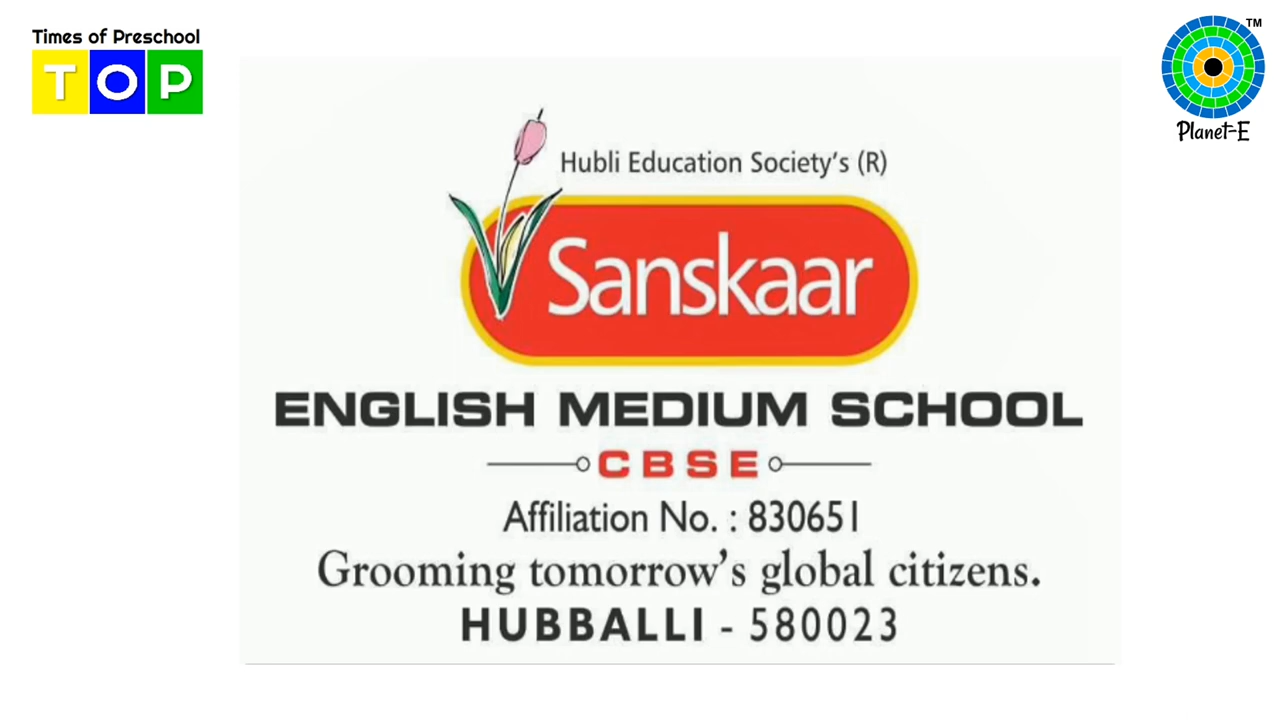 Times of Preschool
TOP
TM
Planet-E
Hubli Education Society's (R)
Sanskaar
ENGLISH MEDIUM SCHOOL
CBSE
Affiliation No. : 830651
Grooming tomorrow's global citizens.
HUBBALLI - 580023